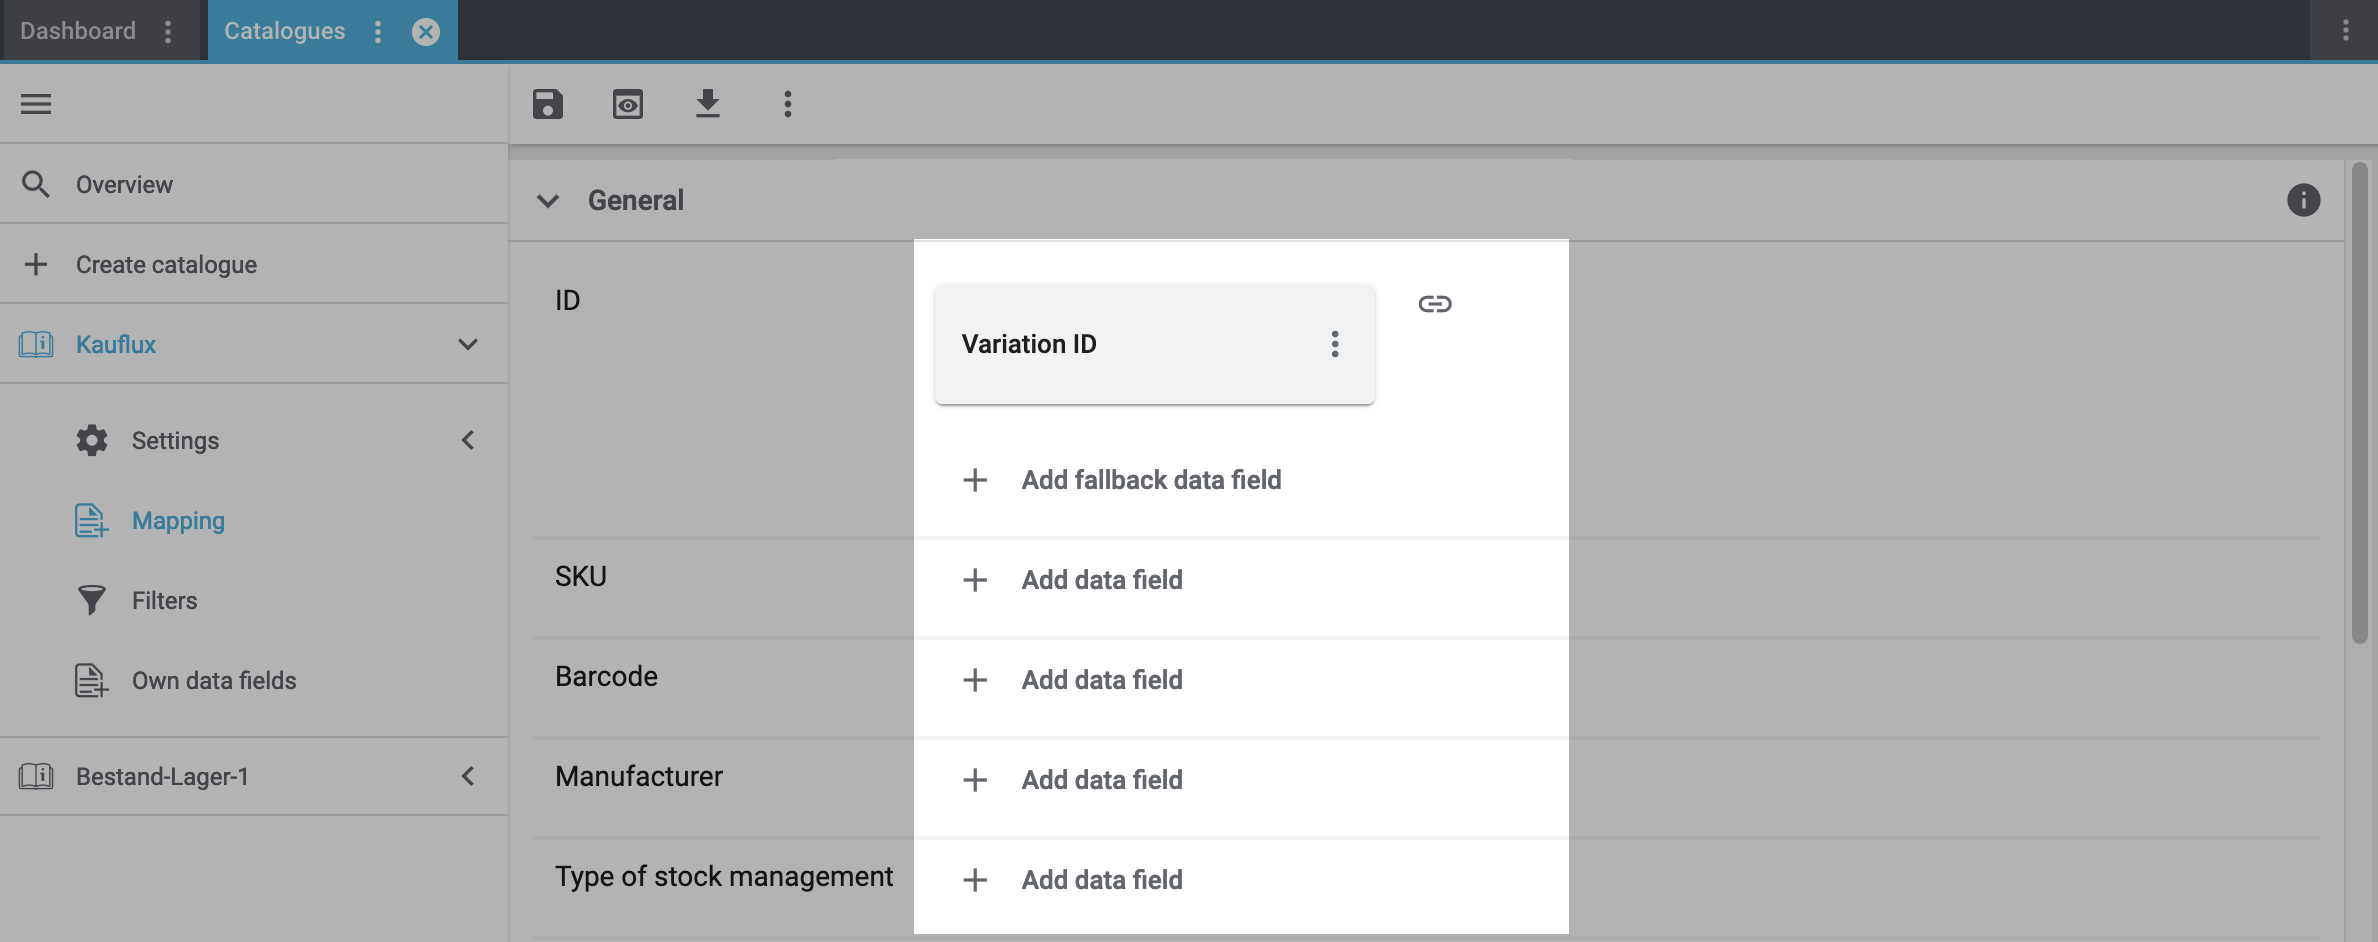 Dashboard
Catalogues
Overview
Create catalogue
Kauflux
Settings
Mapping
Filters
Own data fields
Bestand-Lager-1
General
ID
Variation ID
Add fallback data field
SKU
Add data field
Barcode
Add data field
Manufacturer
Add data field
Type of stock management
Add data field